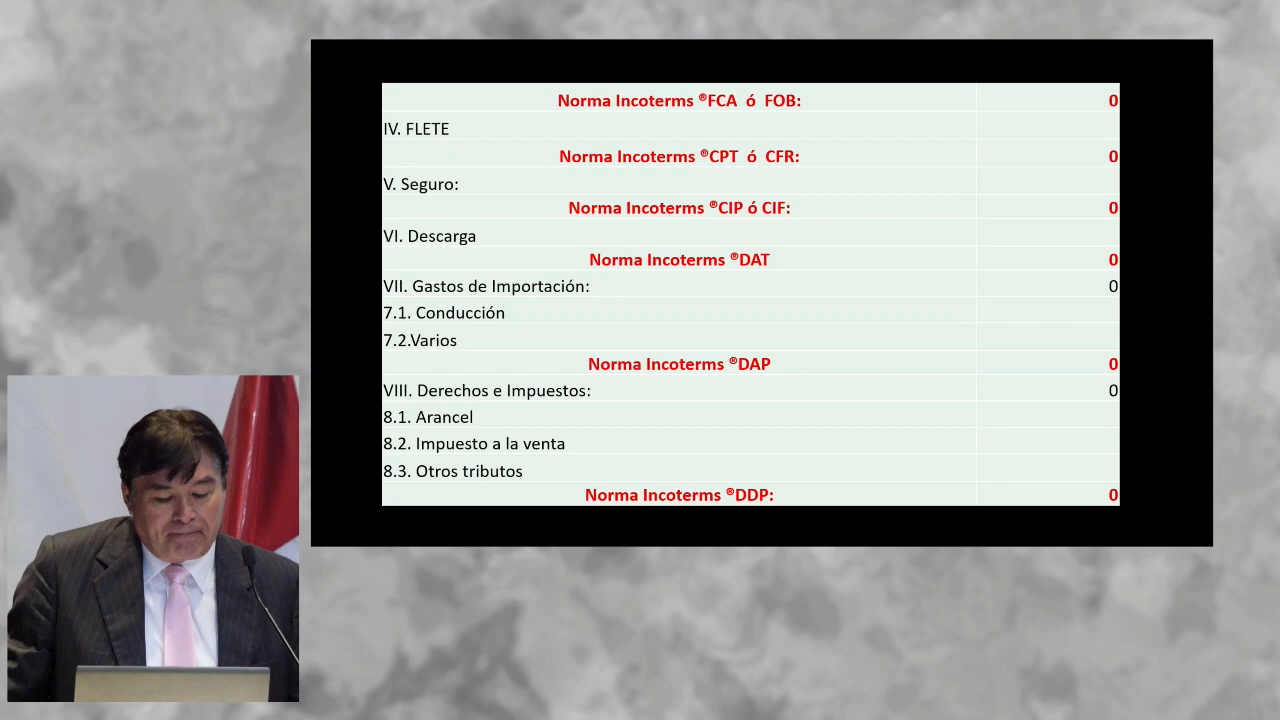 Norma Incoterms ®FCA ó FOB: 0
IV. FLETE
Norma Incoterms ®CPT ó CFR: 0
V. Seguro:
Norma Incoterms ®CIP ó CIF: 0
VI. Descarga
Norma Incoterms ®DAT 0
VII. Gastos de Importación: 0
7.1. Conducción
7.2.Varios
Norma Incoterms ®DAP 0
VIII. Derechos e Impuestos: 0
8.1. Arancel
8.2. Impuesto a la venta
8.3. Otros tributos
Norma Incoterms ®DDP: 0